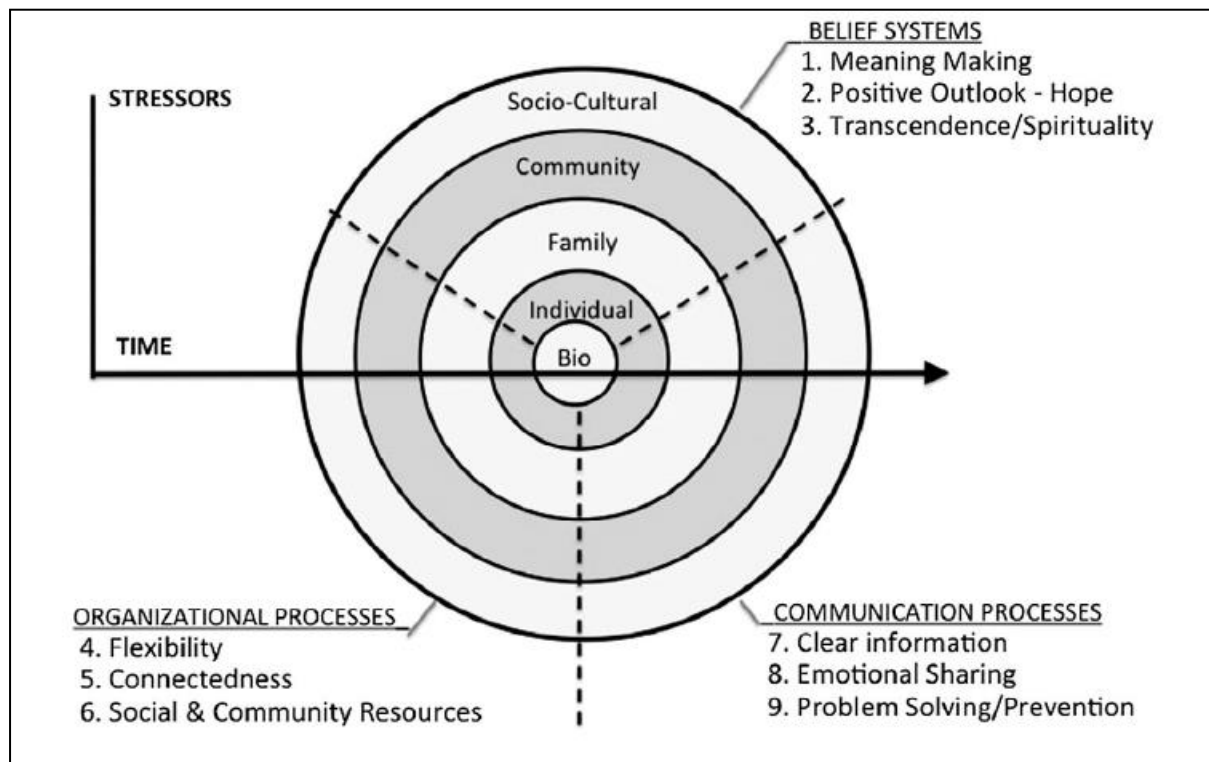 BELIEF SYSTEMS
1. Meaning Making
2. Positive Outlook - Hope
3. Transcendence/Spirituality
STRESSORS
TIME
Socio-Cultural
Community
Family
Individual
Bio
ORGANIZATIONAL PROCESSES
4. Flexibility
5. Connectedness
6. Social & Community Resources
COMMUNICATION PROCESSES
7. Clear information
8. Emotional Sharing
9. Problem Solving/Prevention